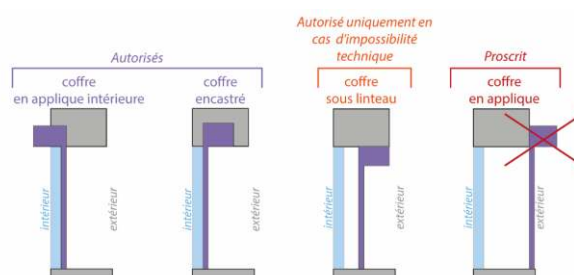 Autorisé uniquement en
cas d'impossibilité
technique
Autorisés
Proscrit
coffre
en applique intérieure
coffre
encastré
coffre
sous linteau
coffre
en applique
intérieur
extérieur
intérieur
extérieur
intérieur
extérieur
intérieur
extérieur